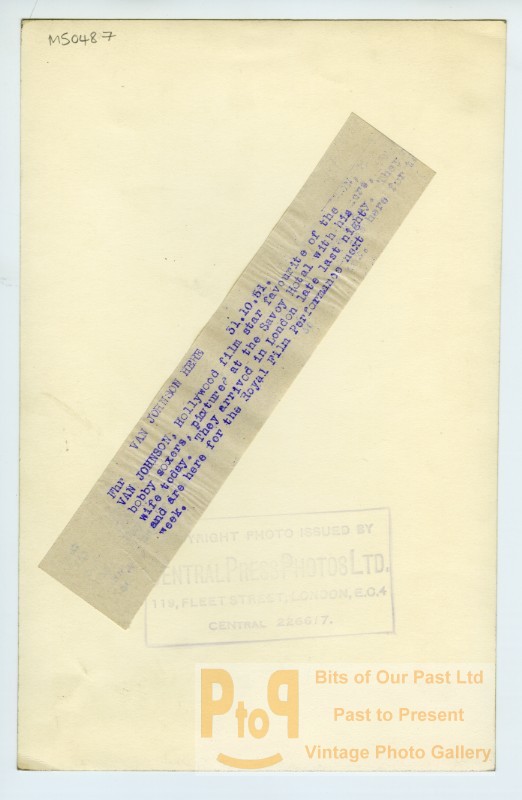 MS0487
Fhr VAN JOHNSON HERE 31.10.51.
VAN JOHNSON, Hollywood film star favourite of the
bobby soxers, pictured at the Savoy Hotel with his
wife today. They arrived in London late last night
and are here for the Royal Film Performance next
week.
COPYRIGHT PHOTO ISSUED BY
CENTRAL PRESS PHOTOS LTD.
119, FLEET STREET, LONDON, E.C.4
CENTRAL 2266/7.
PtoP
Bits of Our Past Ltd
Past to Present
Vintage Photo Gallery